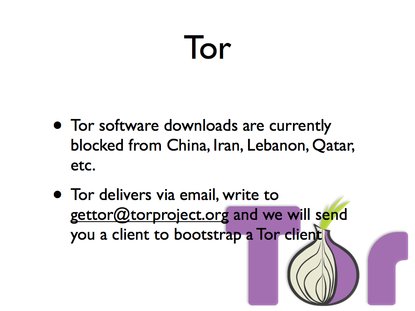 Tor
• Tor software downloads are currently
blocked from China, Iran, Lebanon, Qatar,
etc.
• Tor delivers via email, write to
gettor@torproject.org and we will send
you a client to bootstrap a Tor client
Tor